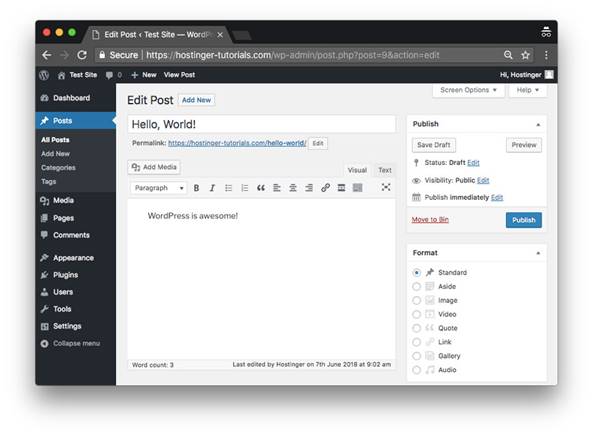 Edit Post ‹ Test Site — WordP
Secure | https://hostinger-tutorials.com/wp-admin/post.php?post=9&action=edit
Test Site 0 + New View Post Hi, Hostinger
Screen Options Help
Dashboard
Posts
All Posts
Add New
Categories
Tags
Media
Pages
Comments
Appearance
Plugins
Users
Tools
Settings
Collapse menu
Edit Post Add New
Hello, World!
Permalink: https://hostinger-tutorials.com/hello-world/ Edit
Add Media
Visual Text
Paragraph B I
WordPress is awesome!
Word count: 3 Last edited by Hostinger on 7th June 2018 at 9:02 am
Publish
Save Draft Preview
Status: Draft Edit
Visibility: Public Edit
Publish immediately Edit
Move to Bin Publish
Format
Standard
Aside
Image
Video
Quote
Link
Gallery
Audio